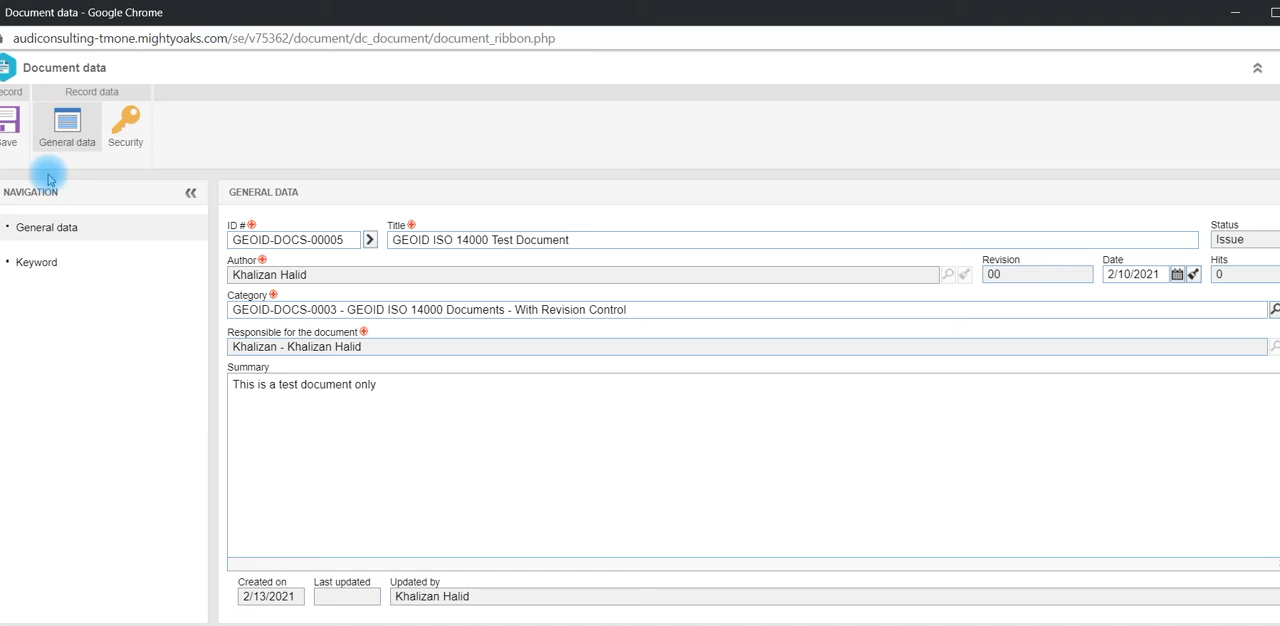 Document data - Google Chrome
audiconsulting-tmone.mightyoaks.com/se/v75362/document/dc_document/document_ribbon.php
Document data
ecord Record data
ave General data Security
NAVIGATION GENERAL DATA
General data
Keyword
ID # Title Status
GEOID-DOCS-00005 GEOID ISO 14000 Test Document Issue
Author Revision Date Hits
Khalizan Halid 00 2/10/2021 0
Category
GEOID-DOCS-0003 - GEOID ISO 14000 Documents - With Revision Control
Responsible for the document
Khalizan - Khalizan Halid
Summary
This is a test document only
Created on Last updated Updated by
2/13/2021 Khalizan Halid